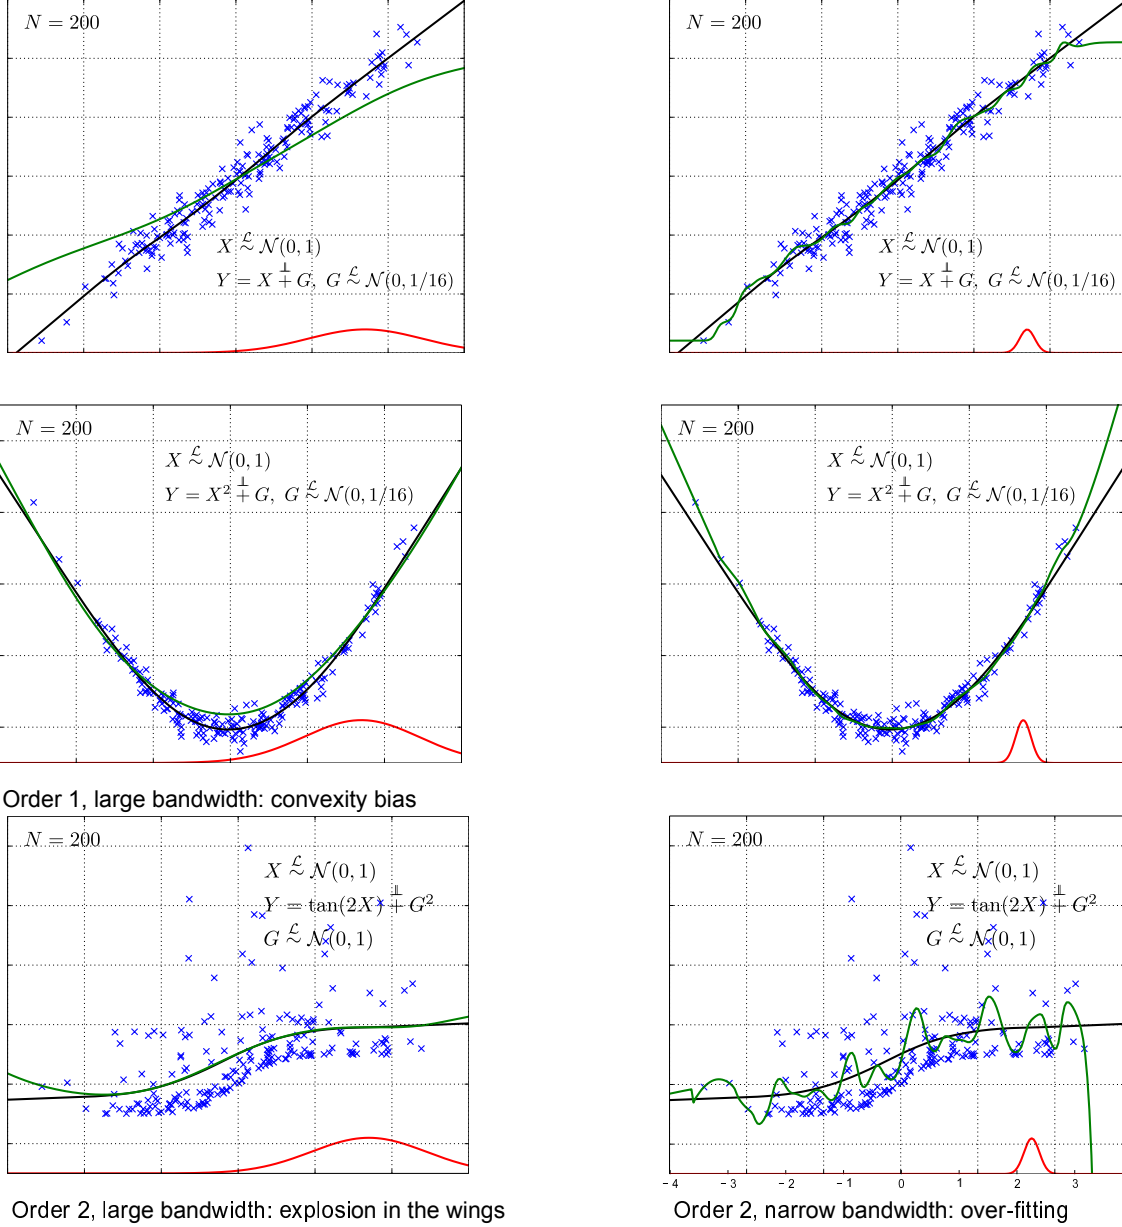 N = 200
X ~ᴸ N(0, 1)
Y = X +^⫫ G, G ~ᴸ N(0, 1/16)
N = 200
X ~ᴸ N(0, 1)
Y = X +^⫫ G, G ~ᴸ N(0, 1/16)
N = 200
X ~ᴸ N(0, 1)
Y = X² +^⫫ G, G ~ᴸ N(0, 1/16)
N = 200
X ~ᴸ N(0, 1)
Y = X² +^⫫ G, G ~ᴸ N(0, 1/16)
Order 1, large bandwidth: convexity bias
N = 200
X ~ᴸ N(0, 1)
Y = tan(2X) +^⫫ G²
G ~ᴸ N(0, 1)
N = 200
X ~ᴸ N(0, 1)
Y = tan(2X) +^⫫ G²
G ~ᴸ N(0, 1)
−4 −3 −2 −1 0 1 2 3
Order 2, large bandwidth: explosion in the wings
Order 2, narrow bandwidth: over-fitting